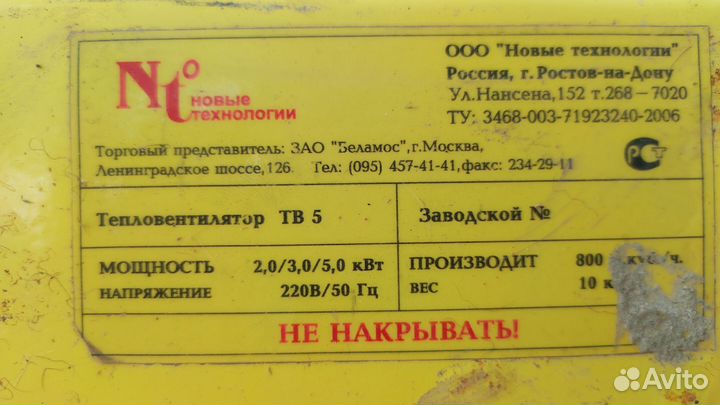 Nt°
НОВЫЕ
ТЕХНОЛОГИИ
ООО "Новые технологии"
Россия, г. Ростов-на-Дону
Ул.Нансена,152 т.268-7020
ТУ: 3468-003-71923240-2006
Торговый представитель: ЗАО "Беламос",г.Москва,
Ленинградское шоссе,126. Тел: (095) 457-41-41,факс: 234-29-11
РСТ
Тепловентилятор ТВ 5
Заводской №
МОЩНОСТЬ 2,0/3,0/5,0 кВт
НАПРЯЖЕНИЕ 220В/50 Гц
ПРОИЗВОДИТ 800
ВЕС 10
НЕ НАКРЫВАТЬ!
Avito